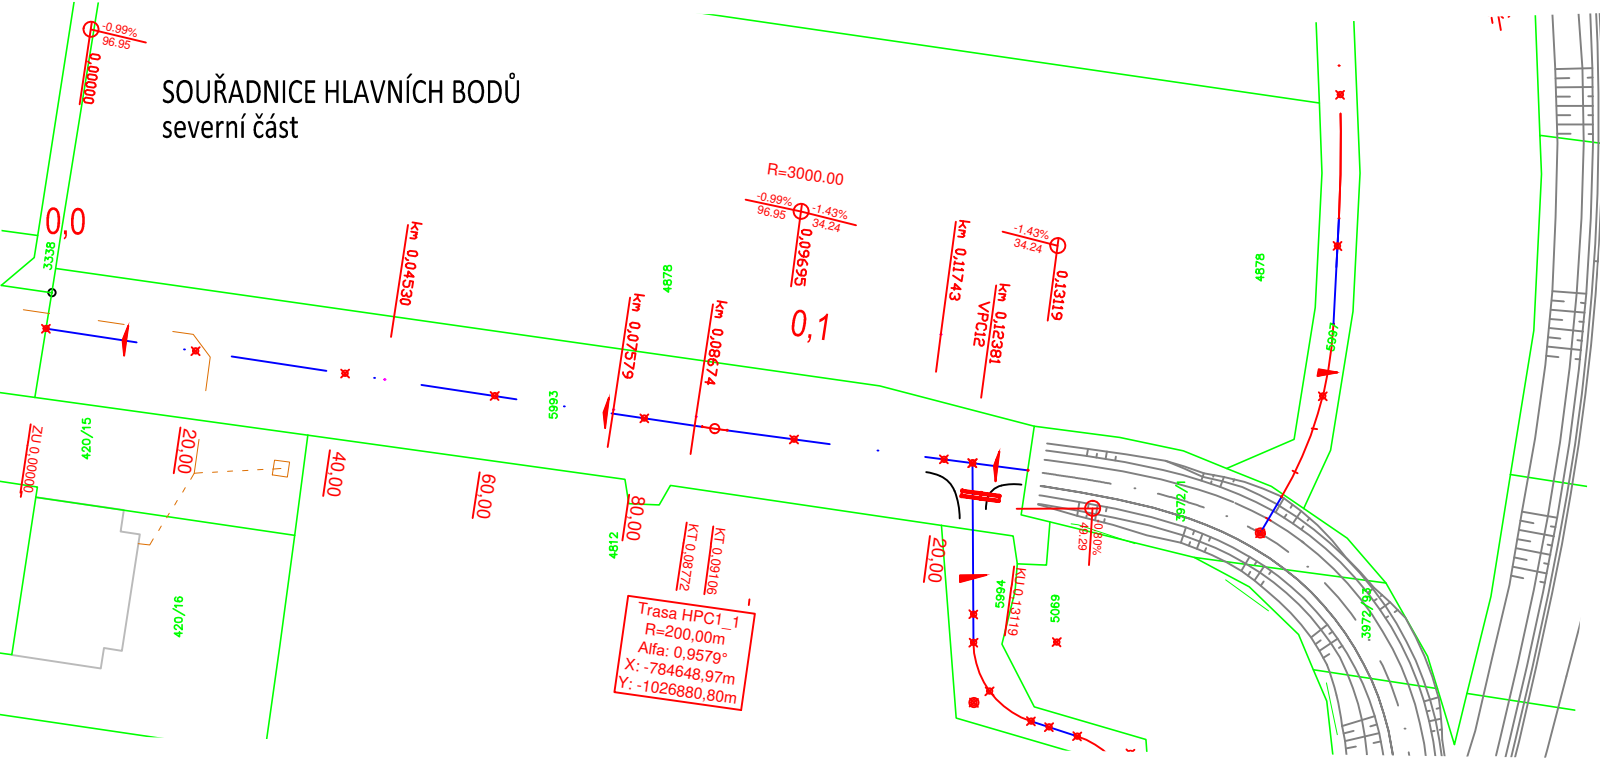 -0.99%
96.95
0,00000
SOUŘADNICE HLAVNÍCH BODŮ
severní část
0,0
3338
km 0,04530
4878
R=3000.00
-0.99%
96.95
-1.43%
34.24
0,09695
0,1
km 0,07579
km 0,08674
km 0,11743
-1.43%
34.24
0,13119
km 0,12381
VPC12
4878
5997
5993
420/15
ZU 0,00000
20,00
40,00
60,00
80,00
4812
KT 0,08772
KT 0,09106
20,00
5994
KU 0,13119
5069
3972/1
0.80%
49.29
3972/93
420/16
Trasa HPC1_1
R=200,00m
Alfa: 0,9579°
X: -784648,97m
Y: -1026880,80m